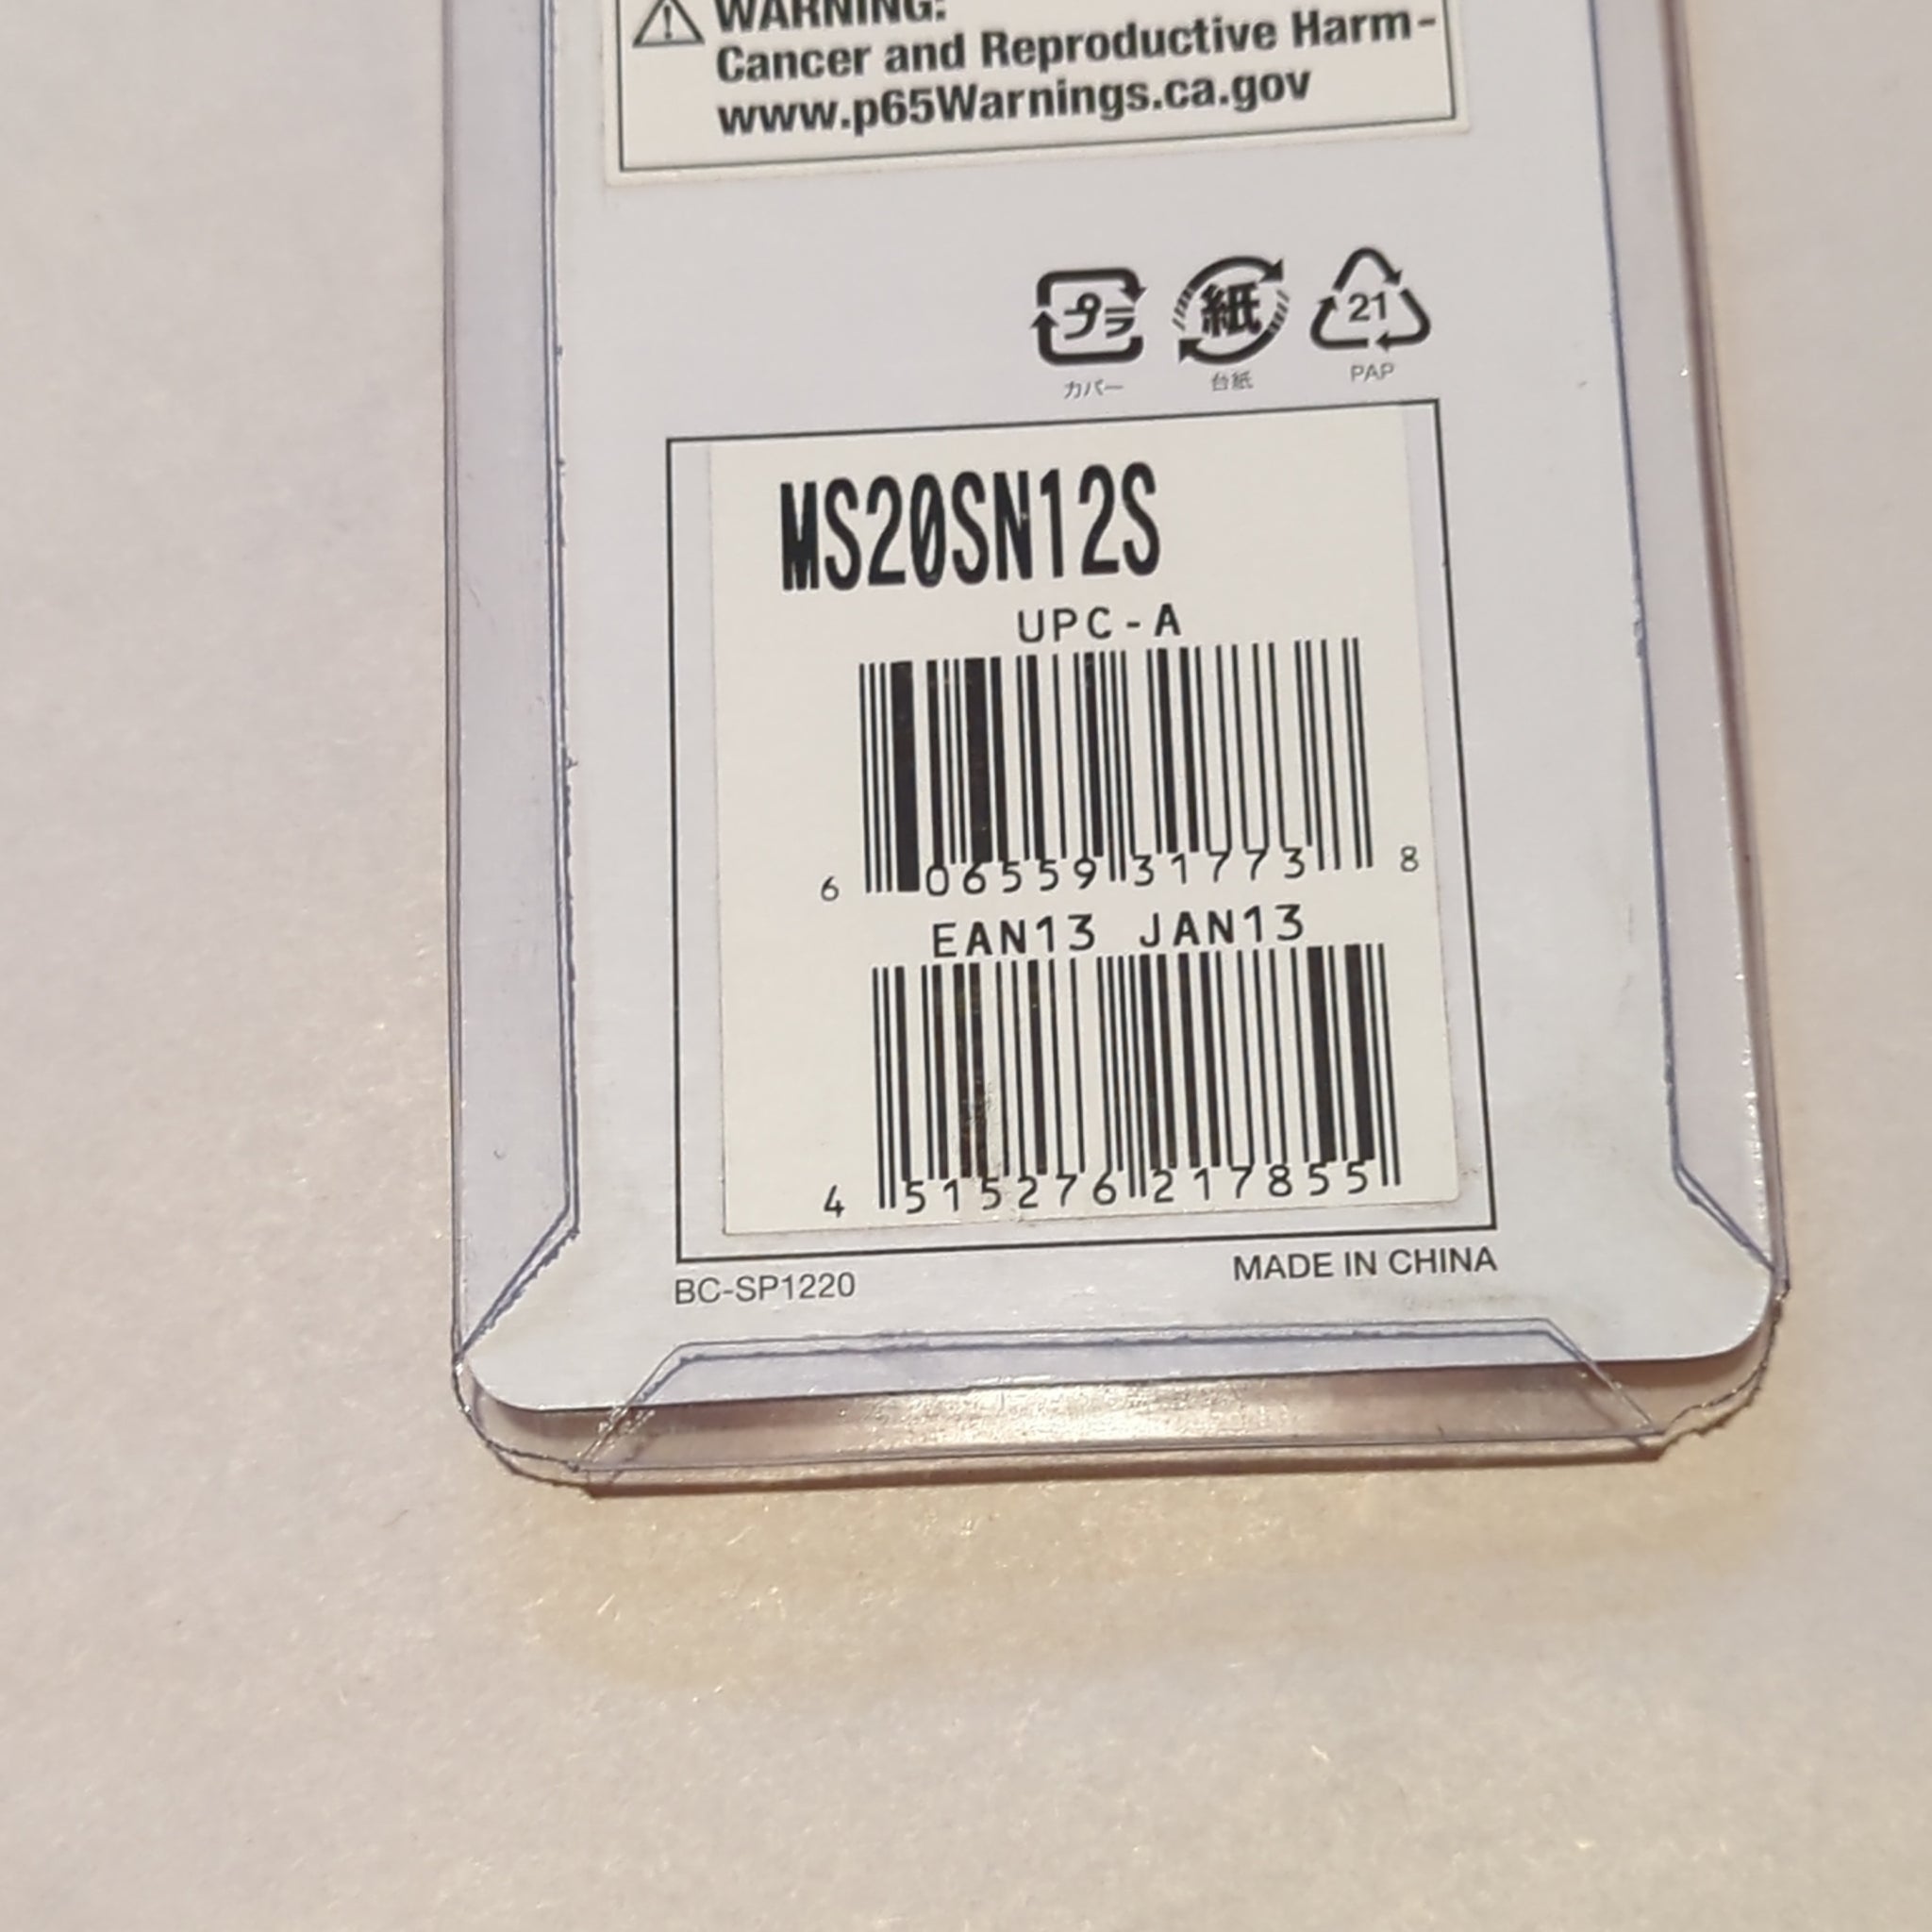 WARNING:
Cancer and Reproductive Harm-
www.p65Warnings.ca.gov
プラ 紙 21
カバー 台紙 PAP
MS20SN12S
UPC-A
6 06559 31773 8
EAN13 JAN13
4 515276 217855
BC-SP1220 MADE IN CHINA